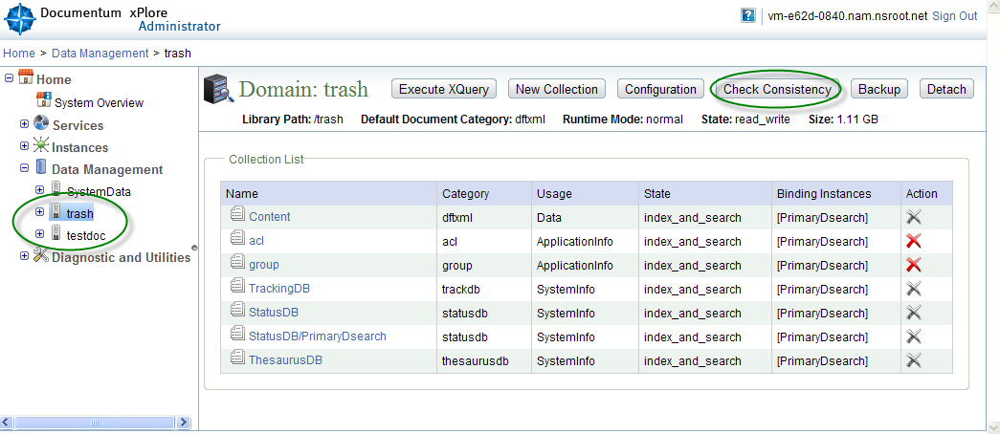 Documentum xPlore
Administrator
? vm-e62d-0840.nam.nsroot.net Sign Out
Home > Data Management > trash
Home
System Overview
Services
Instances
Data Management
SystemData
trash
testdoc
Diagnostic and Utilities
Domain: trash Execute XQuery New Collection Configuration Check Consistency Backup Detach
Library Path: /trash Default Document Category: dftxml Runtime Mode: normal State: read_write Size: 1.11 GB
Collection List
Name Category Usage State Binding Instances Action
Content dftxml Data index_and_search [PrimaryDsearch]
acl acl ApplicationInfo index_and_search [PrimaryDsearch]
group group ApplicationInfo index_and_search [PrimaryDsearch]
TrackingDB trackdb SystemInfo index_and_search [PrimaryDsearch]
StatusDB statusdb SystemInfo index_and_search [PrimaryDsearch]
StatusDB/PrimaryDsearch statusdb SystemInfo index_and_search [PrimaryDsearch]
ThesaurusDB thesaurusdb SystemInfo index_and_search [PrimaryDsearch]